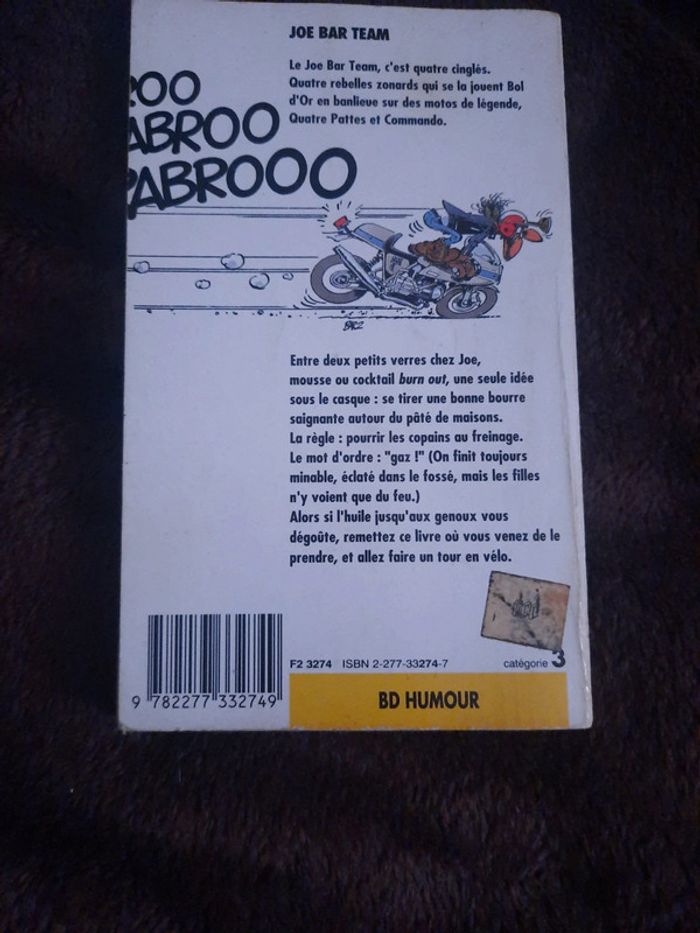 JOE BAR TEAM
Le Joe Bar Team, c'est quatre cinglés.
Quatre rebelles zonards qui se la jouent Bol
d'Or en banlieue sur des motos de légende,
Quatre Pattes et Commando.
ROO
ABROO
ABROOO
BAR2
Entre deux petits verres chez Joe,
mousse ou cocktail burn out, une seule idée
sous le casque : se tirer une bonne bourre
saignante autour du pâté de maisons.
La règle : pourrir les copains au freinage.
Le mot d'ordre : "gaz !" (On finit toujours
minable, éclaté dans le fossé, mais les filles
n'y voient que du feu.)
Alors si l'huile jusqu'aux genoux vous
dégoûte, remettez ce livre où vous venez de le
prendre, et allez faire un tour en vélo.
F2 3274 ISBN 2-277-33274-7 catégorie 3
9 782277 332749
BD HUMOUR